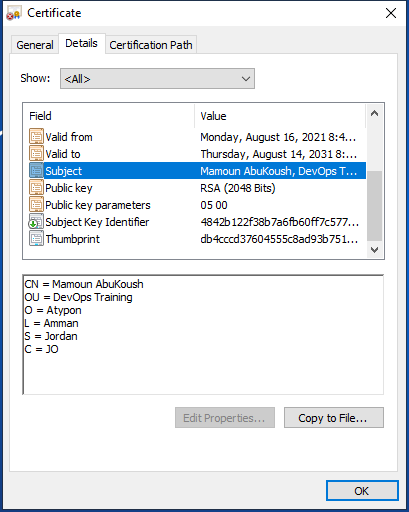 Certificate
General Details Certification Path
Show: <All>
Field Value
Valid from Monday, August 16, 2021 8:4...
Valid to Thursday, August 14, 2031 8:...
Subject Mamoun AbuKoush, DevOps T...
Public key RSA (2048 Bits)
Public key parameters 05 00
Subject Key Identifier 4842b122f38b7a6fb60ff7c577...
Thumbprint db4cccd37604555c8ad93b751...
CN = Mamoun AbuKoush
OU = DevOps Training
O = Atypon
L = Amman
S = Jordan
C = JO
Edit Properties... Copy to File...
OK